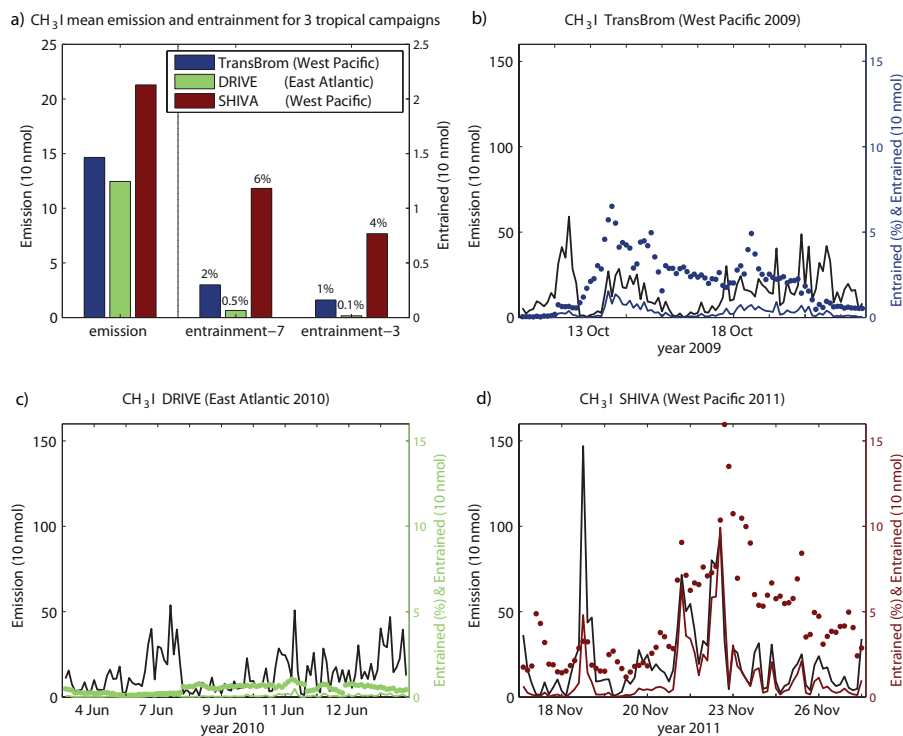 a) CH3I mean emission and entrainment for 3 tropical campaigns
Emission (10 nmol)
25
20
15
10
5
0
TransBrom (West Pacific)
DRIVE (East Atlantic)
SHIVA (West Pacific)
2%
0.5%
6%
1%
0.1%
4%
emission
entrainment−7
entrainment−3
2.5
2
1.5
1
0.5
0
Entrained (10 nmol)
b) CH3I TransBrom (West Pacific 2009)
Emission (10 nmol)
150
100
50
0
13 Oct
18 Oct
year 2009
15
10
5
0
Entrained (%) & Entrained (10 nmol)
c) CH3I DRIVE (East Atlantic 2010)
Emission (10 nmol)
150
100
50
0
4 Jun
7 Jun
9 Jun
11 Jun
12 Jun
year 2010
15
10
5
0
Entrained (%) & Entrained (10 nmol)
d) CH3I SHIVA (West Pacific 2011)
Emission (10 nmol)
150
100
50
0
18 Nov
20 Nov
23 Nov
26 Nov
year 2011
15
10
5
0
Entrained (%) & Entrained (10 nmol)